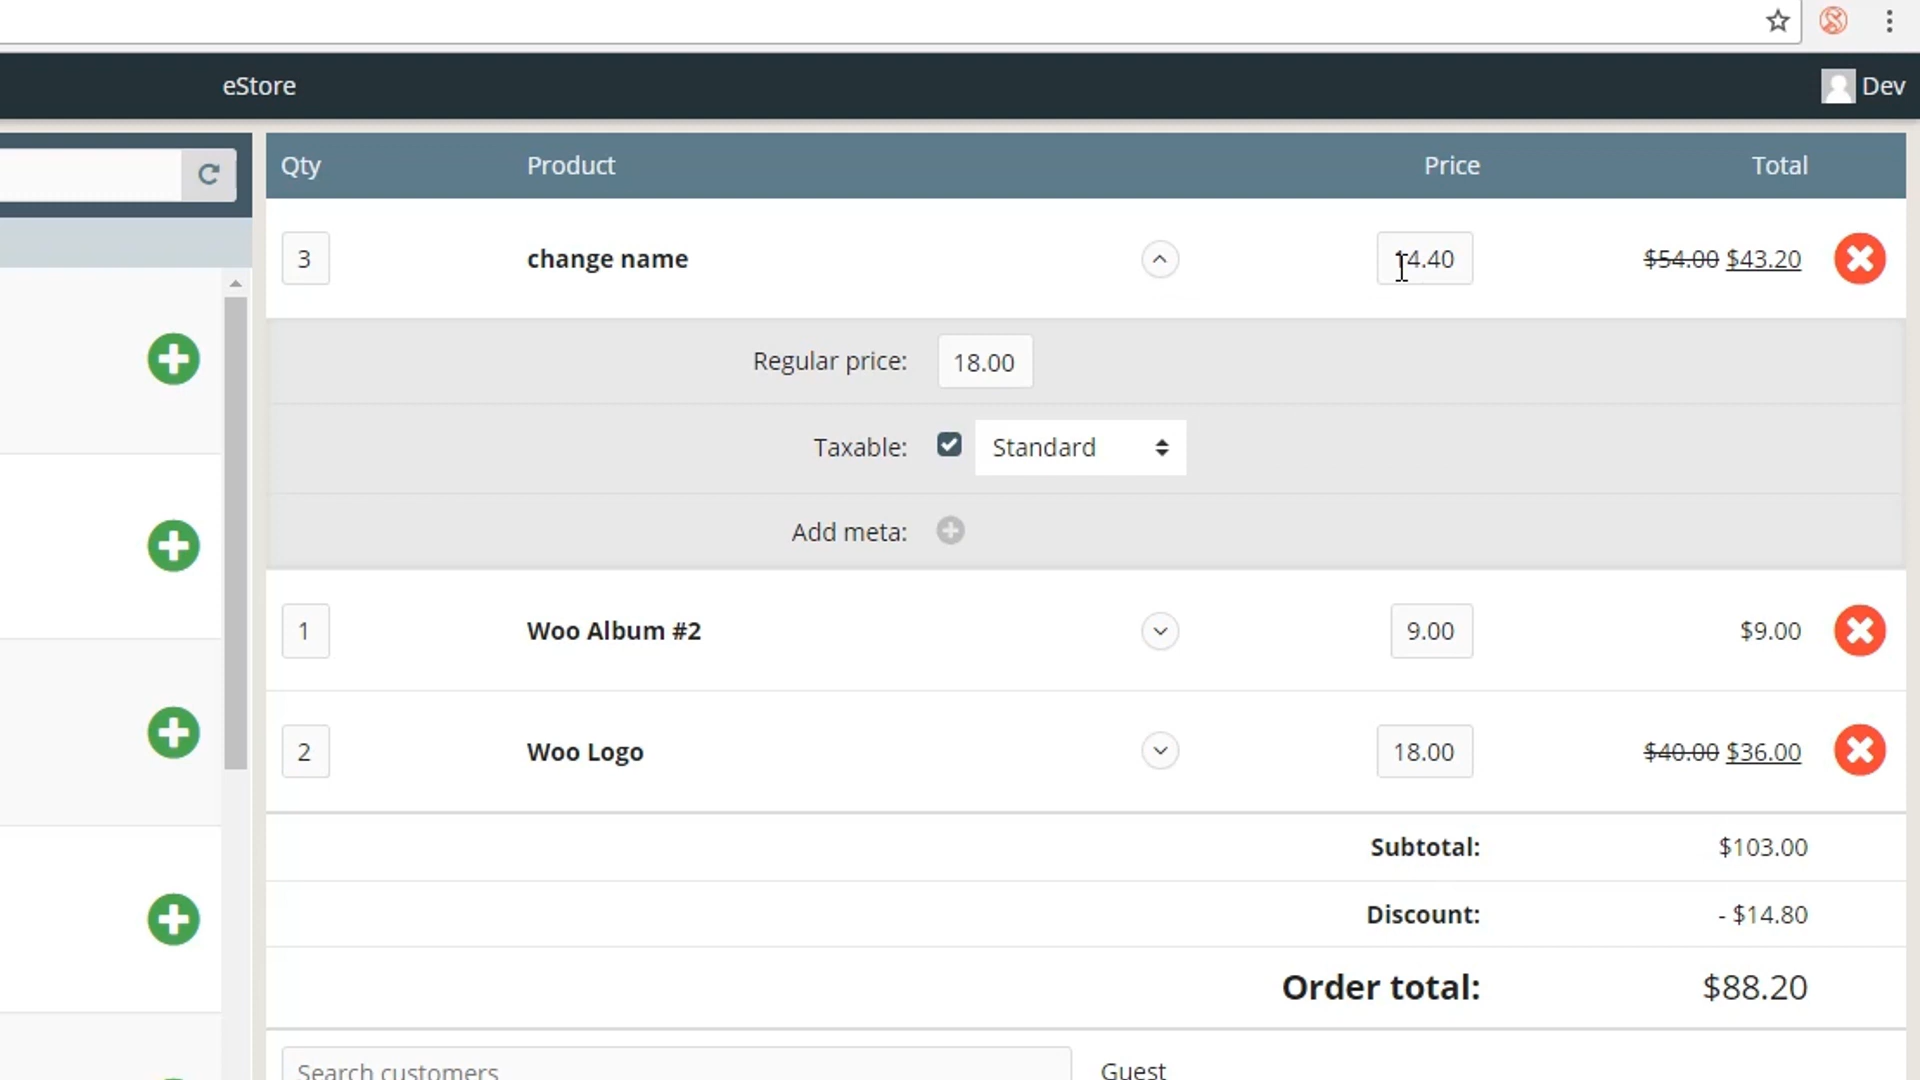 eStore
Dev
Qty Product Price Total
3 change name 14.40 $54.00 $43.20
Regular price: 18.00
Taxable: Standard
Add meta:
1 Woo Album #2 9.00 $9.00
2 Woo Logo 18.00 $40.00 $36.00
Subtotal: $103.00
Discount: - $14.80
Order total: $88.20
Search customers Guest